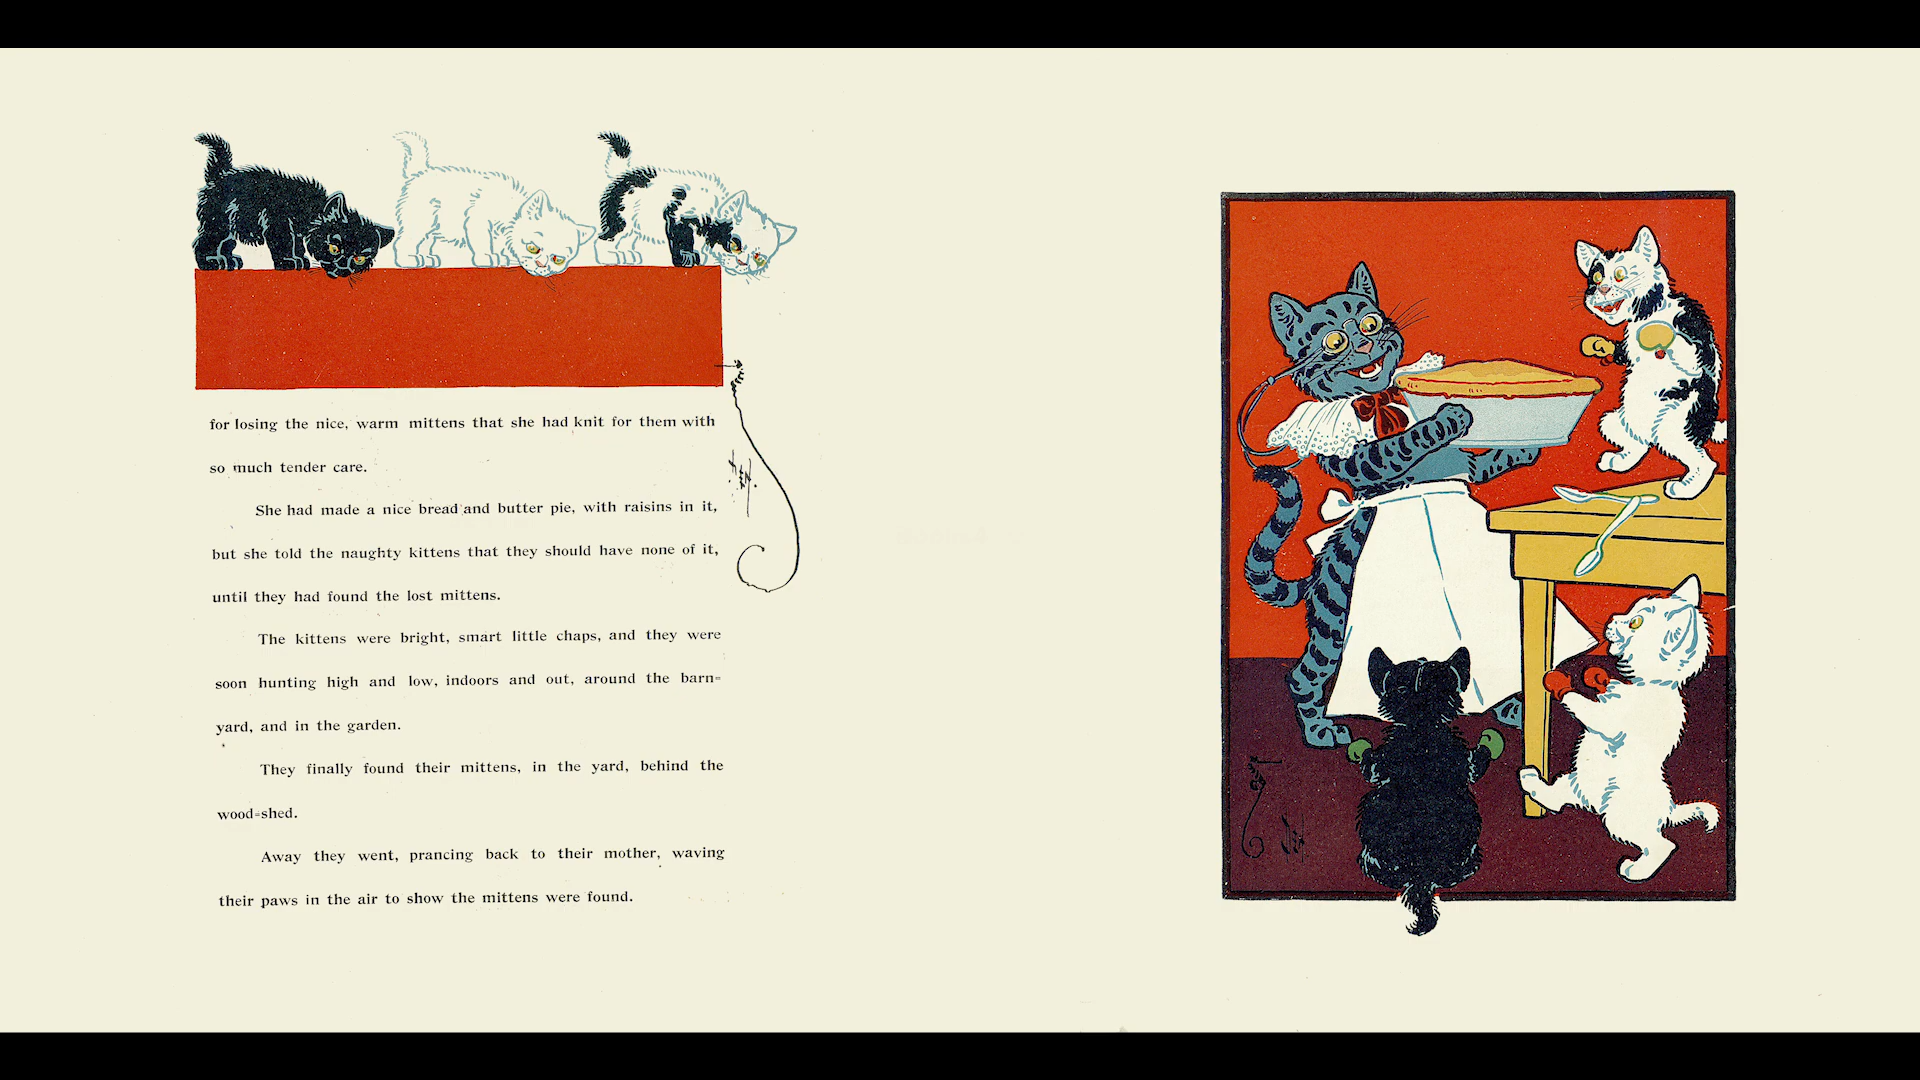 for losing the nice, warm mittens that she had knit for them with
so much tender care.
She had made a nice bread and butter pie, with raisins in it,
but she told the naughty kittens that they should have none of it,
until they had found the lost mittens.
The kittens were bright, smart little chaps, and they were
soon hunting high and low, indoors and out, around the barn=
yard, and in the garden.
They finally found their mittens, in the yard, behind the
wood=shed.
Away they went, prancing back to their mother, waving
their paws in the air to show the mittens were found.